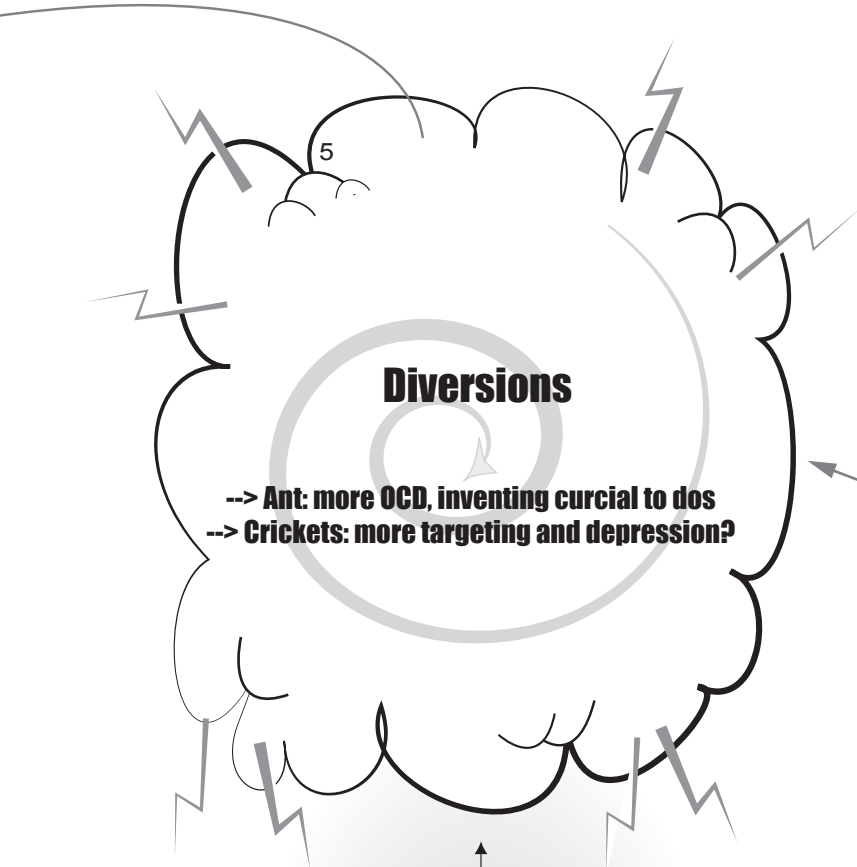 5
Diversions
--> Ant: more OCD, inventing curcial to dos
--> Crickets: more targeting and depression?